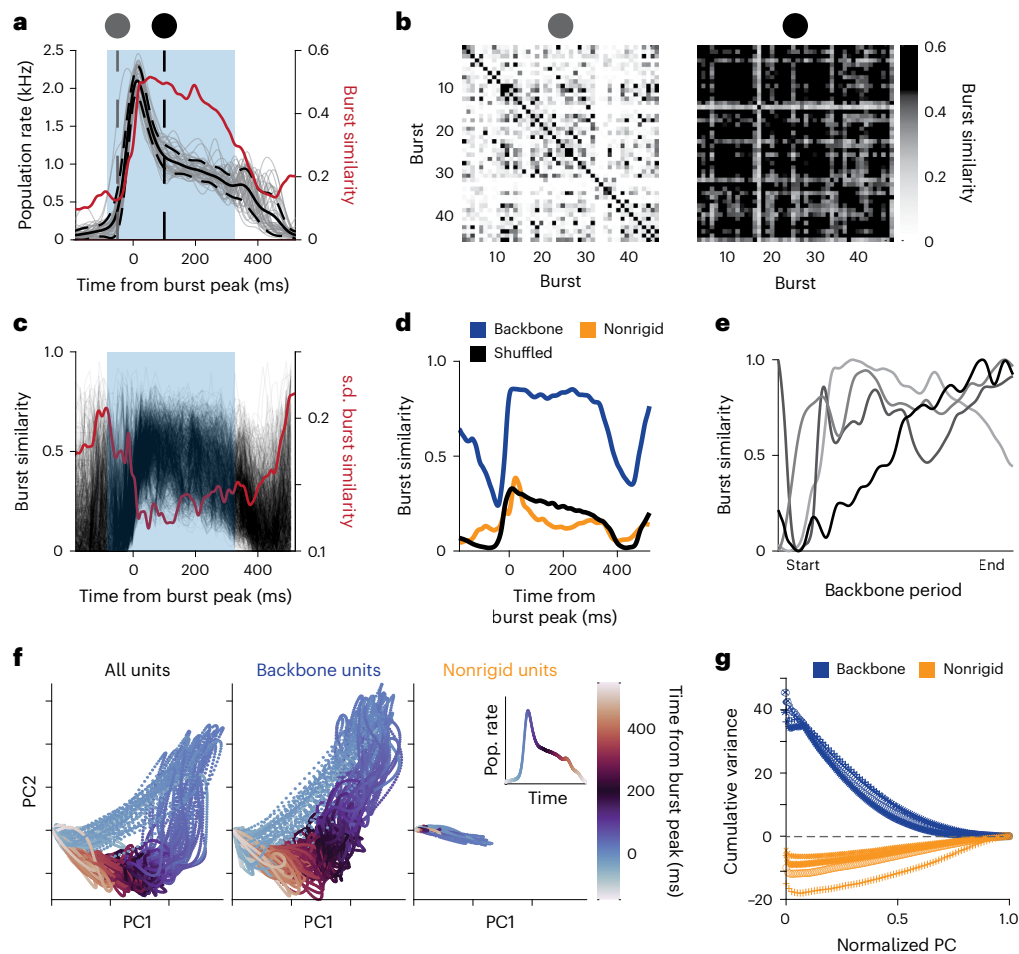 a
2.5
2.0
1.5
1.0
0.5
0
Population rate (kHz)
0.6
0.4
0.2
0
Burst similarity
0
200
400
Time from burst peak (ms)
b
10
20
30
40
Burst
10
20
30
40
Burst
10
20
30
40
Burst
0.6
0.4
0.2
0
Burst similarity
c
1.0
0.5
0
Burst similarity
0.2
0.1
s.d. burst similarity
0
200
400
Time from burst peak (ms)
d
Backbone
Nonrigid
Shuffled
1.0
0.5
0
Burst similarity
0
200
400
Time from
burst peak (ms)
e
1.0
0.5
0
Burst similarity
Start
End
Backbone period
f
All units
Backbone units
Nonrigid units
PC2
PC1
PC1
PC1
Pop. rate
Time
400
200
0
Time from burst peak (ms)
g
Backbone
Nonrigid
40
20
0
–20
Cumulative variance
0
0.5
1.0
Normalized PC